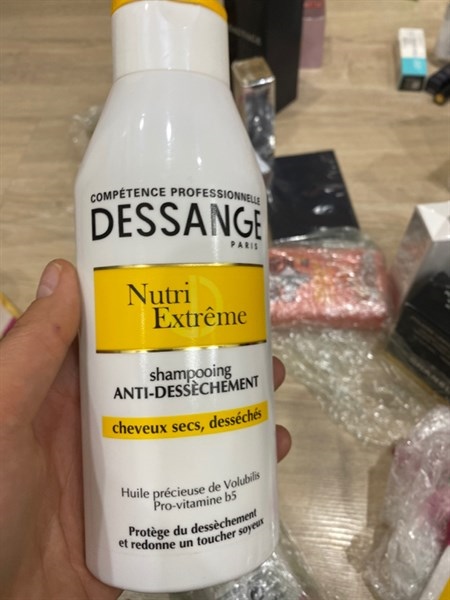 COMPÉTENCE PROFESSIONNELLE
DESSANGE
PARIS
Nutri
Extrême
shampooing
ANTI-DESSÈCHEMENT
cheveux secs, desséchés
Huile précieuse de Volubilis
Pro-vitamine b5
Protège du dessèchement
et redonne un toucher soyeux